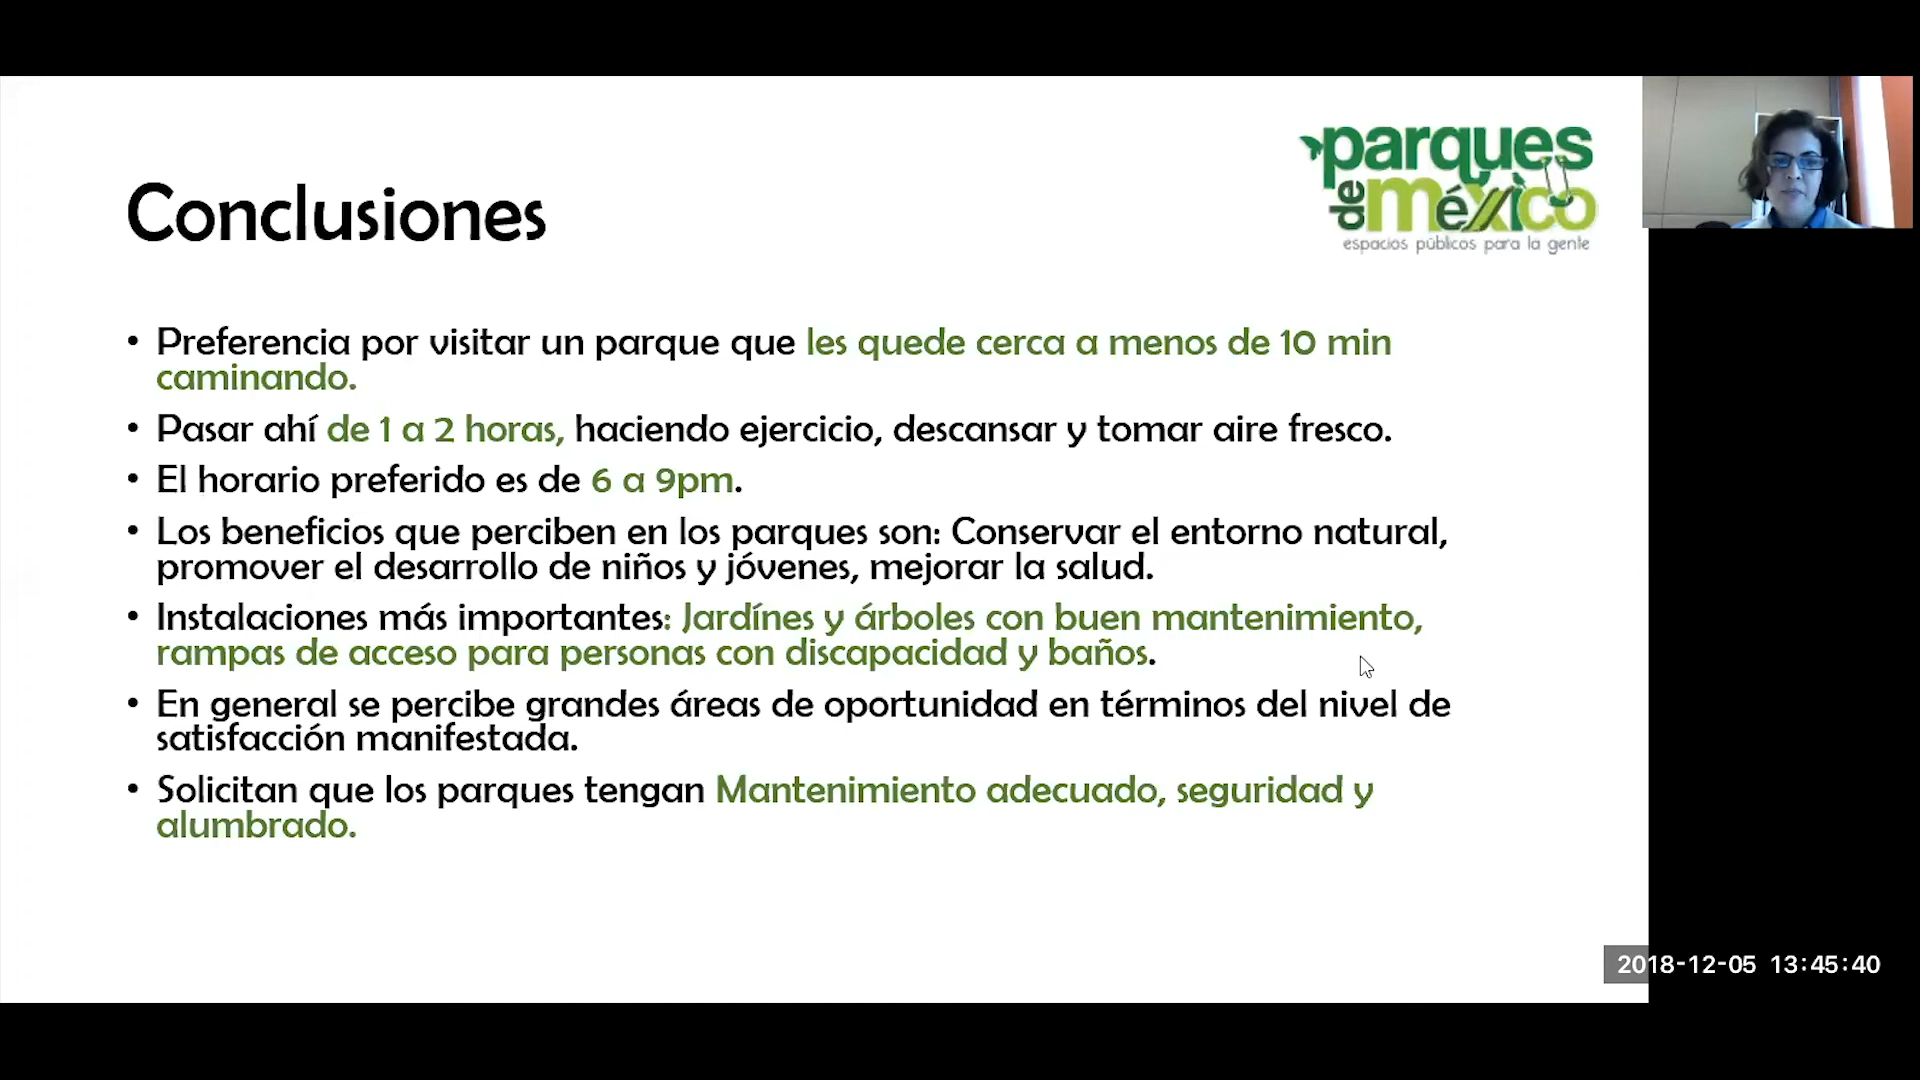 parques
de méxico
espacios públicos para la gente
Conclusiones
• Preferencia por visitar un parque que les quede cerca a menos de 10 min
caminando.
• Pasar ahí de 1 a 2 horas, haciendo ejercicio, descansar y tomar aire fresco.
• El horario preferido es de 6 a 9pm.
• Los beneficios que perciben en los parques son: Conservar el entorno natural,
promover el desarrollo de niños y jóvenes, mejorar la salud.
• Instalaciones más importantes: Jardínes y árboles con buen mantenimiento,
rampas de acceso para personas con discapacidad y baños.
• En general se percibe grandes áreas de oportunidad en términos del nivel de
satisfacción manifestada.
• Solicitan que los parques tengan Mantenimiento adecuado, seguridad y
alumbrado.
2018-12-05 13:45:40